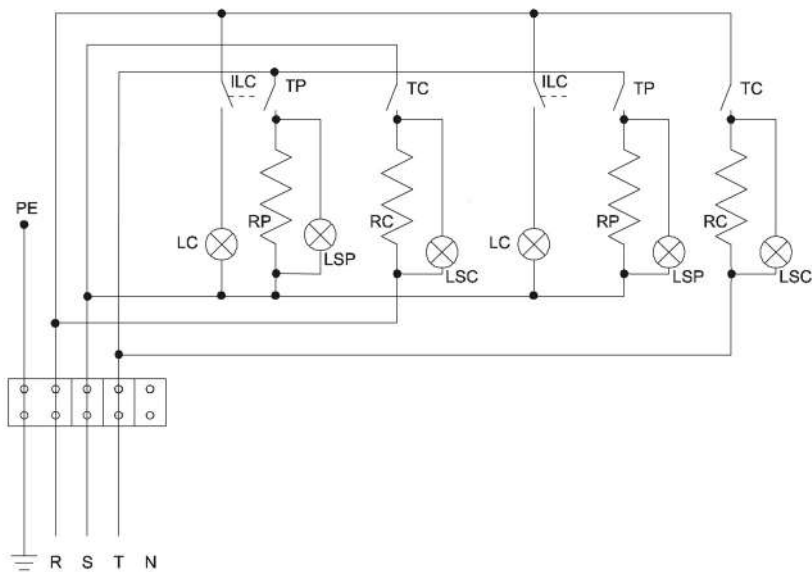 ILC TP TC ILC TP TC
PE
LC RP LSP RC LSC LC RP LSP RC LSC
R S T N